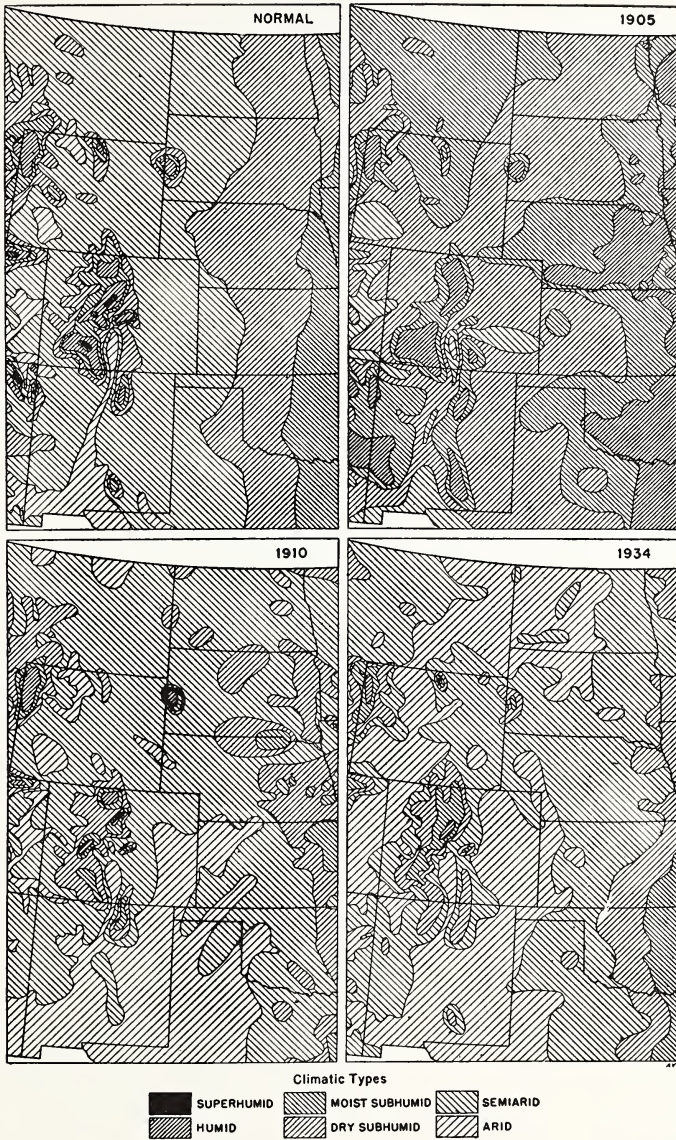 NORMAL
1905
1910
1934
Climatic Types
SUPERHUMID
MOIST SUBHUMID
SEMIARID
HUMID
DRY SUBHUMID
ARID